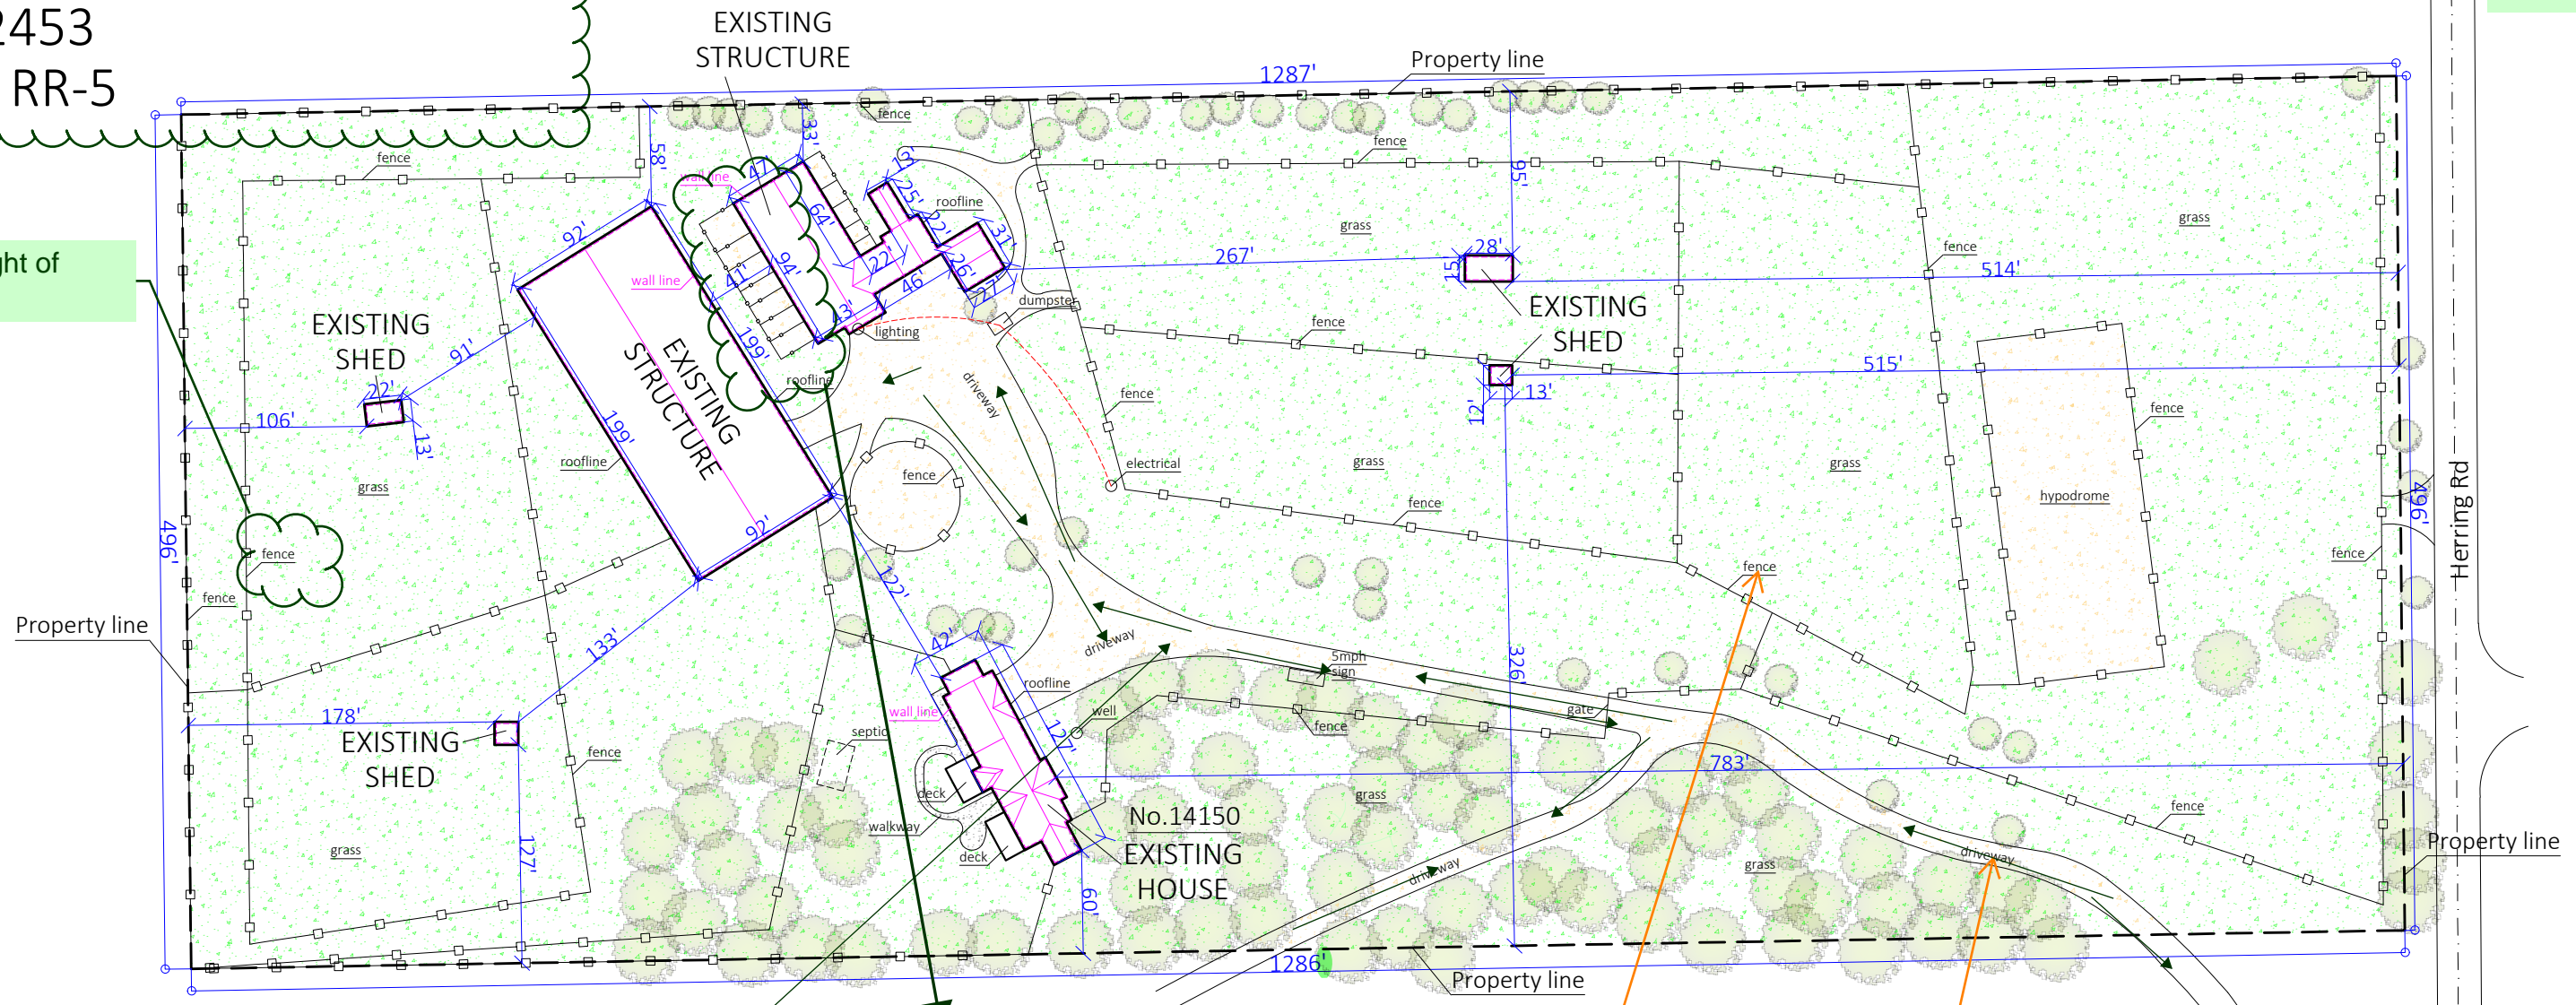 2453
RR-5
ght of
EXISTING
STRUCTURE
1287'
Property line
fence
fence
fence
33'
58'
47'
wall line
13'
25'
roofline
22'
31'
64'
92'
94'
22'
26'
46'
27'
41'
43'
wall line
lighting
dumpster
199'
roofline
EXISTING
STRUCTURE
199'
roofline
92'
EXISTING
SHED
22'
91'
106'
13'
grass
fence
fence
Property line
496'
267'
95'
28'
15'
grass
514'
EXISTING
SHED
fence
515'
13'
12'
fence
grass
fence
grass
fence
hypodrome
grass
fence
496'
Herring Rd
driveway
fence
electrical
fence
fence
122'
133'
42'
driveway
5mph
sign
326'
gate
roofline
wall line
well
fence
127'
septic
178'
EXISTING
SHED
fence
127'
grass
deck
walkway
deck
No.14150
EXISTING
HOUSE
60'
783'
grass
driveway
grass
driveway
fence
Property line
1286'
Property line